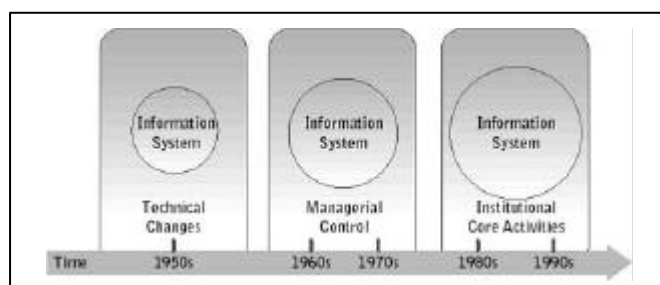 Information
System
Information
System
Information
System
Technical
Changes
Managerial
Control
Institutional
Core Activities
Time
1950s
1960s
1970s
1980s
1990s